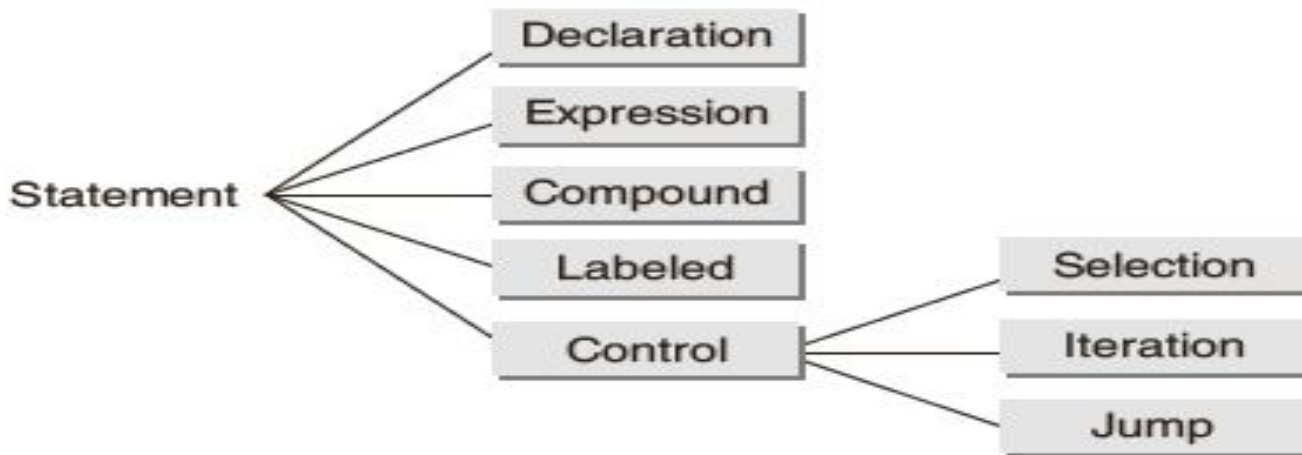 Declaration
Expression
Statement
Compound
Labeled
Control
Selection
Iteration
Jump